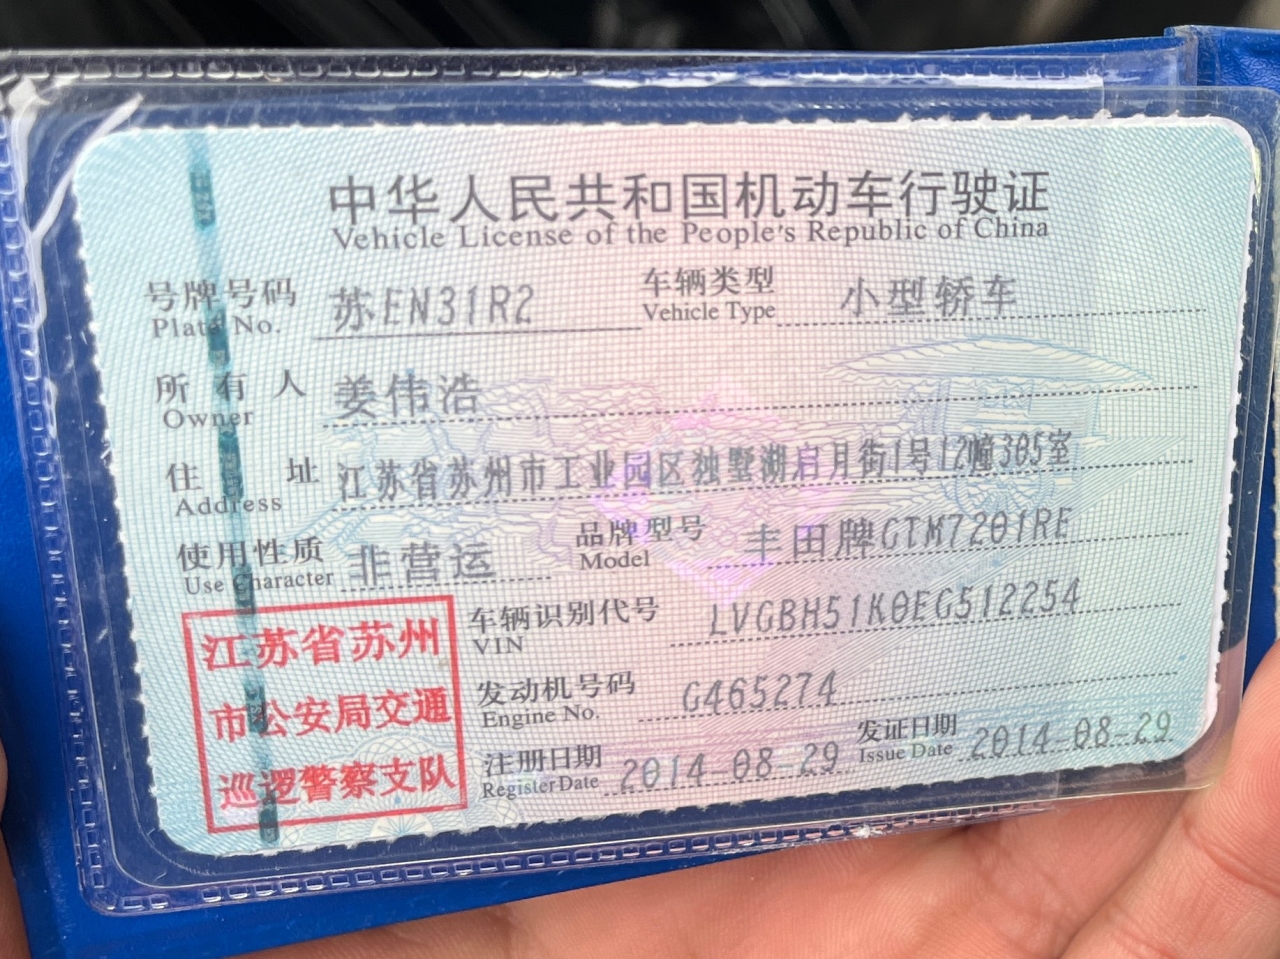 中华人民共和国机动车行驶证
Vehicle License of the People's Republic of China
号牌号码 苏EN31R2 车辆类型 小型轿车
Plate No. Vehicle Type
所有人 姜伟浩
Owner
住址 江苏省苏州市工业园区独墅湖启月街1号12幢305室
Address
使用性质 非营运 品牌型号 丰田牌GTM7201RE
Use Character Model
车辆识别代号 LVGBH51K0EG512254
VIN
发动机号码 G465274
Engine No.
注册日期 2014-08-29 发证日期 2014-08-29
Register Date Issue Date
江苏省苏州
市公安局交通
巡逻警察支队